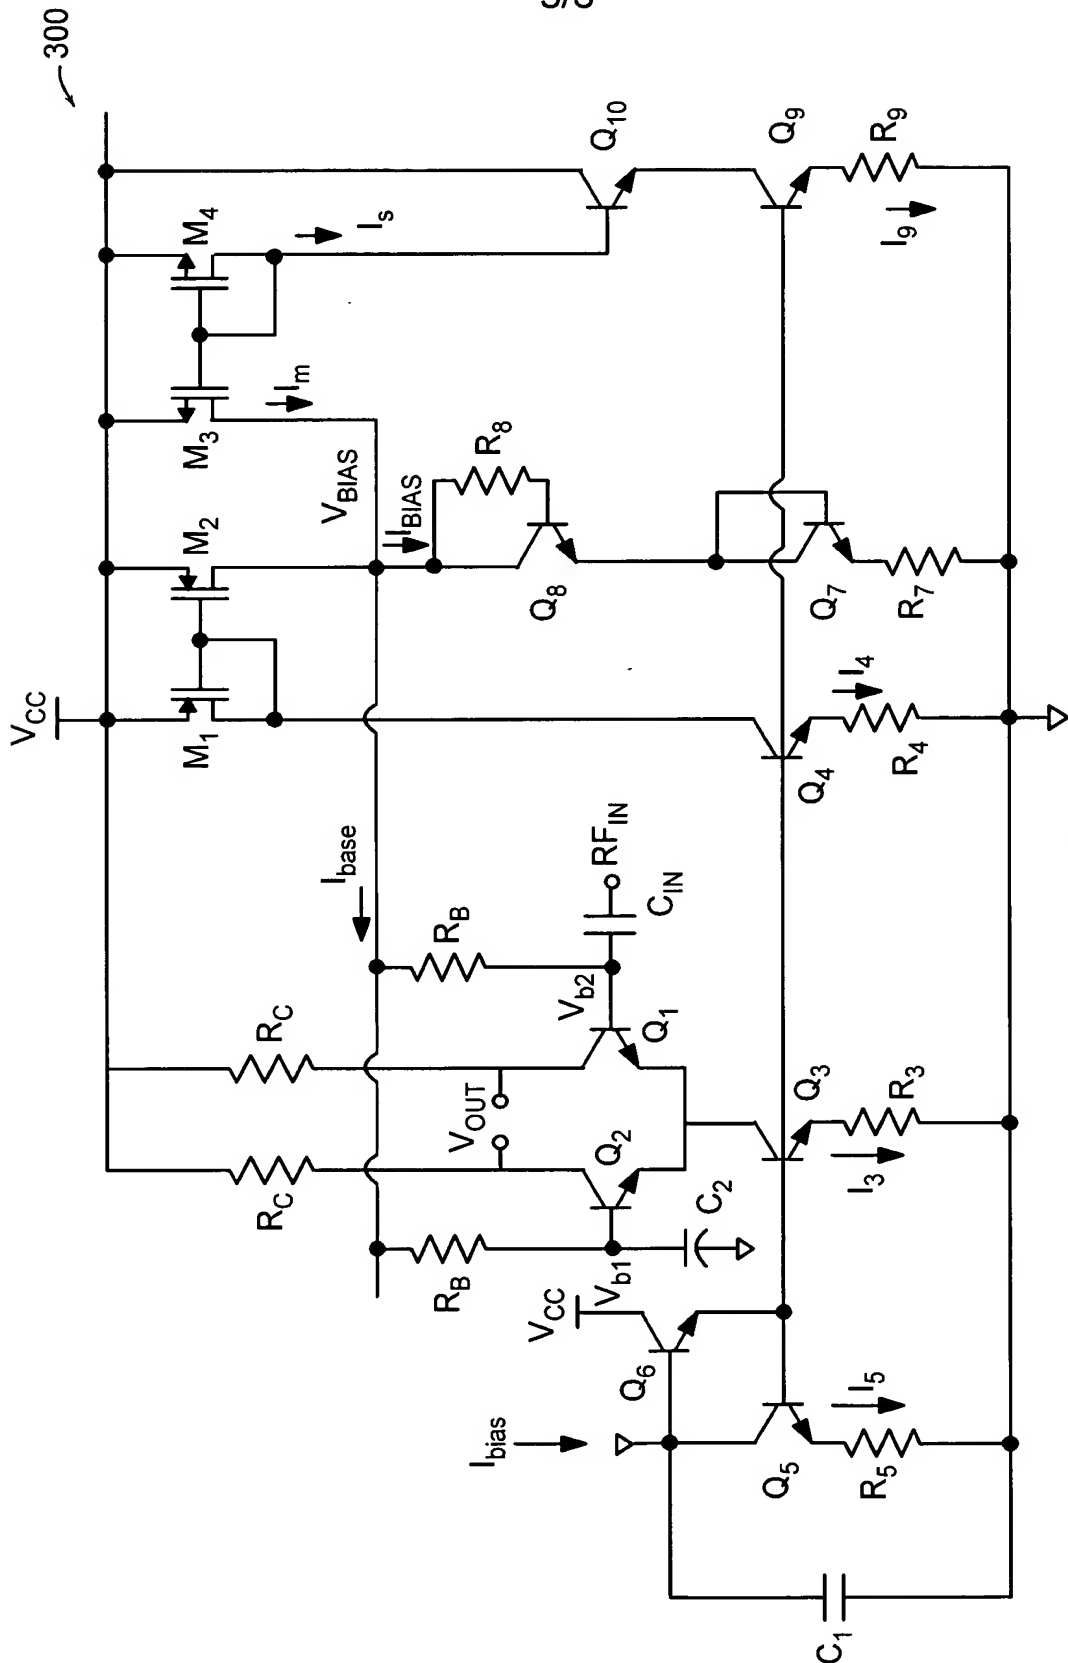 3/3
300
VCC
M1
M2
M3
M4
Im
Is
Q10
VBIAS
IBIAS
R8
Q8
Q7
R7
Q9
R9
I9
Q4
R4
I4
Ibase
RC
RC
RB
RB
VOUT
Vb2
Vb1
Q1
Q2
CIN
RFIN
C2
VCC
Q6
Q3
R3
I3
Ibias
Q5
R5
I5
C1